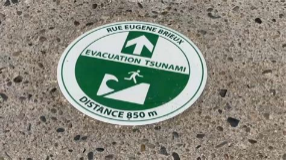 RUE EUGENE BRIEUX
EVACUATION TSUNAMI
DISTANCE 850 m